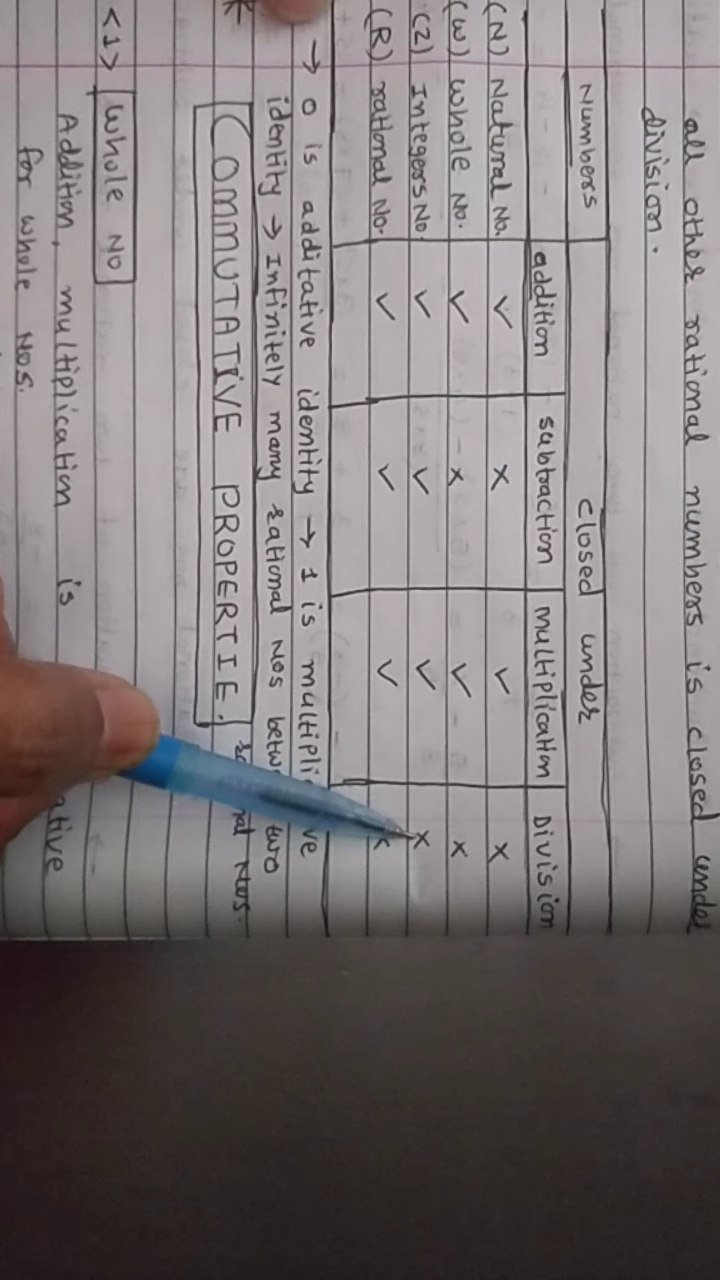 all other rational numbers is closed under
division.
Numbers closed under
addition subtraction multiplication Division
(N) Natural No. ✓ x ✓ x
(W) Whole No. ✓ x ✓ x
(Z) Integers No. ✓ ✓ ✓ x
(R) rational No. ✓ ✓ ✓ x
→ 0 is additative identity → 1 is
identity → Infinitely many rational Nos two
COMMUTATIVE PROPERTIE. Nos.
<1> Whole No
Addition, multiplication is
for whole Nos.